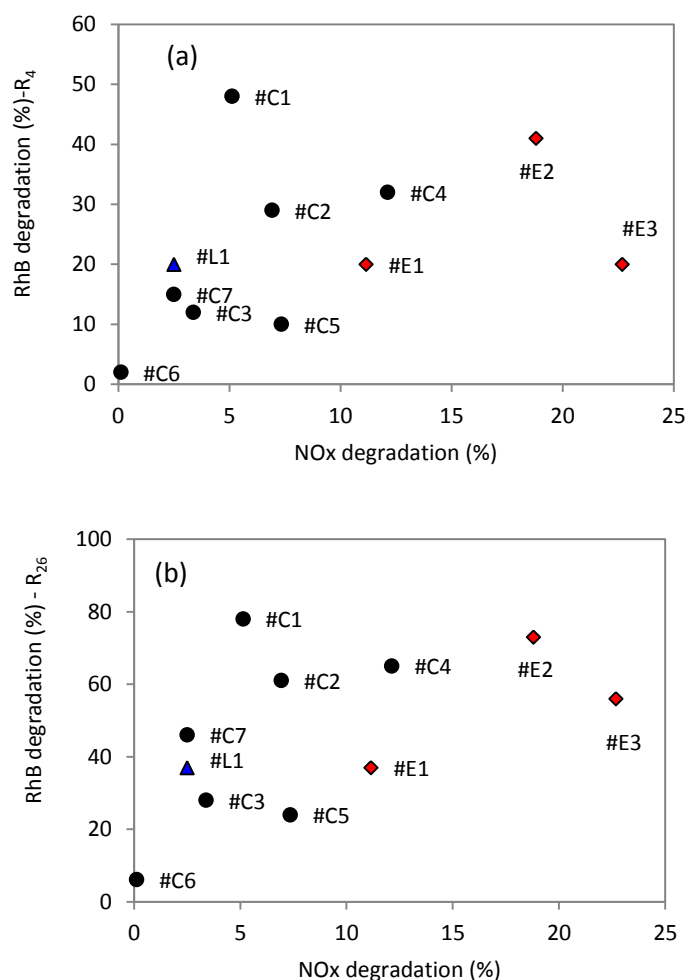 60
(a)
50
#C1
40
#E2
#C4
30
#C2
#E3
#L1
20
#E1
#C7
#C3
#C5
10
#C6
0
0 5 10 15 20 25
RhB degradation (%)-R4
NOx degradation (%)
100
(b)
80
#C1
#C4
#E2
60
#C2
#C7
#E3
40
#L1
#E1
#C3
#C5
20
#C6
0
0 5 10 15 20 25
RhB degradation (%) - R26
NOx degradation (%)